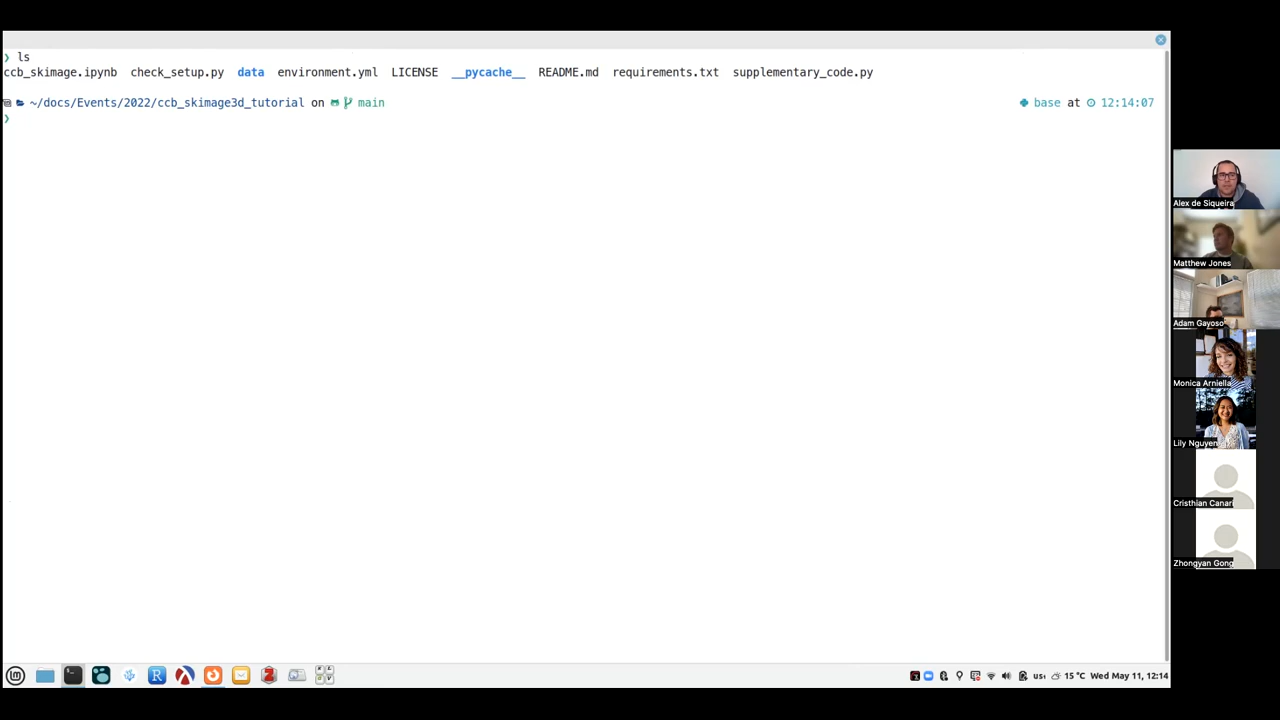 ❯ ls
ccb_skimage.ipynb check_setup.py data environment.yml LICENSE __pycache__ README.md requirements.txt supplementary_code.py
~/docs/Events/2022/ccb_skimage3d_tutorial on main
base at 12:14:07
❯
Alex de Siqueira
Matthew Jones
Adam Gayoso
Monica Arniella
Lily Nguyen
Cristhian Canari
Zhongyan Gong
us₁ 15 °C Wed May 11, 12:14